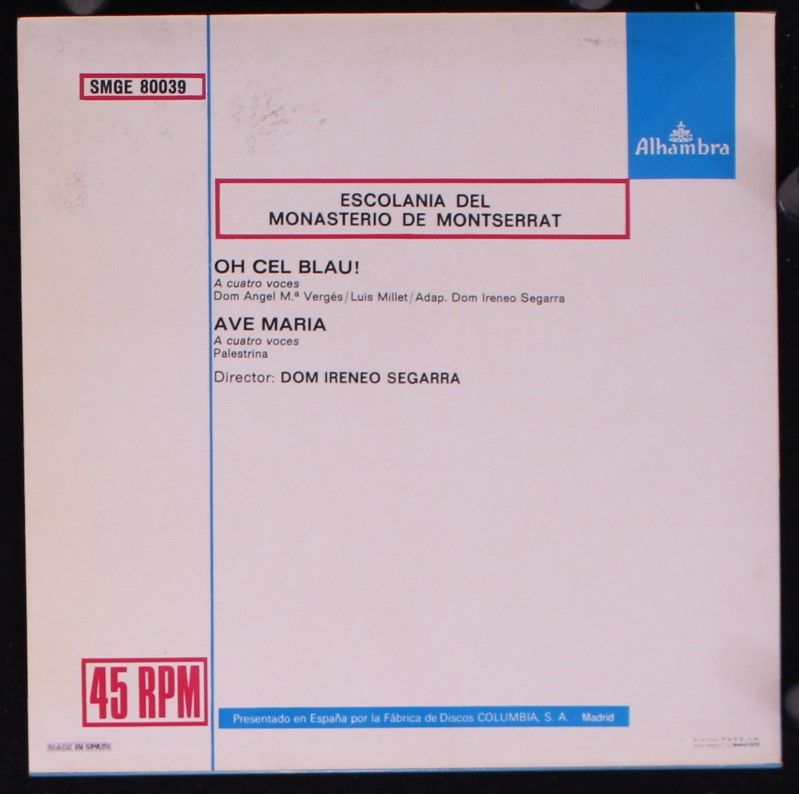 SMGE 80039
Alhambra
ESCOLANIA DEL
MONASTERIO DE MONTSERRAT
OH CEL BLAU!
A cuatro voces
Dom Angel M.ª Vergés/Luis Millet/Adap. Dom Ireneo Segarra
AVE MARIA
A cuatro voces
Palestrina
Director: DOM IRENEO SEGARRA
45 RPM
Presentado en España por la Fábrica de Discos COLUMBIA, S. A. - Madrid
MADE IN SPAIN